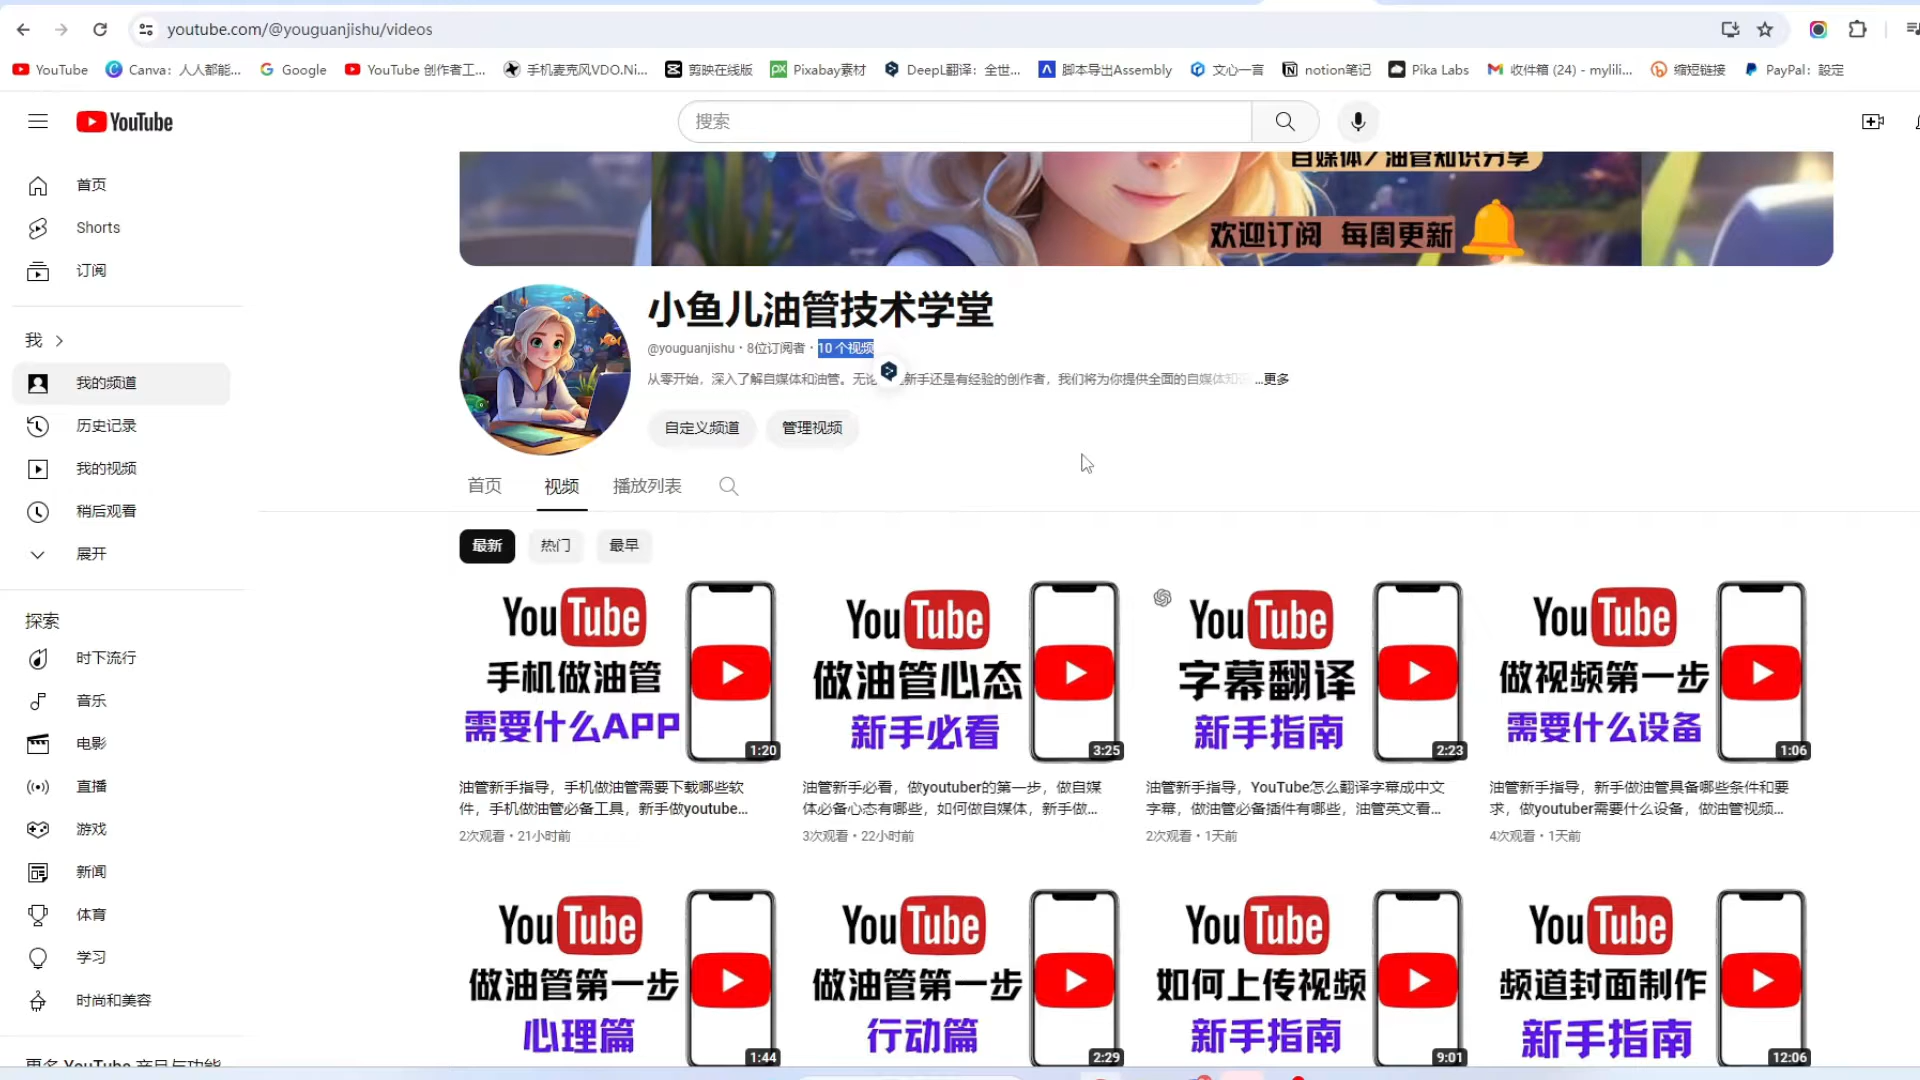 youtube.com/@youguanjishu/videos
YouTube
Canva：人人都能...
Google
YouTube 创作者工...
手机麦克风VDO.Ni...
剪映在线版
Pixabay素材
DeepL翻译：全世...
脚本导出Assembly
文心一言
notion笔记
Pika Labs
收件箱 (24) - mylili...
缩短链接
PayPal：設定
YouTube
搜索
自媒体/油管知识分享
欢迎订阅 每周更新
首页
Shorts
订阅
我
我的频道
历史记录
我的视频
稍后观看
展开
探索
时下流行
音乐
电影
直播
游戏
新闻
体育
学习
时尚和美容
更多 YouTube 产品与功能
小鱼儿油管技术学堂
@youguanjishu · 8位订阅者 · 10 个视频
从零开始，深入了解自媒体和油管。无论 新手还是有经验的创作者，我们将为你提供全面的自媒体知识 ...更多
自定义频道
管理视频
首页
视频
播放列表
最新
热门
最早
YouTube
手机做油管
需要什么APP
1:20
油管新手指导，手机做油管需要下载哪些软
件，手机做油管必备工具，新手做youtube...
2次观看 · 21小时前
YouTube
做油管心态
新手必看
3:25
油管新手必看，做youtuber的第一步，做自媒
体必备心态有哪些，如何做自媒体，新手做...
3次观看 · 22小时前
YouTube
字幕翻译
新手指南
2:23
油管新手指导，YouTube怎么翻译字幕成中文
字幕，做油管必备插件有哪些，油管英文看...
2次观看 · 1天前
YouTube
做视频第一步
需要什么设备
1:06
油管新手指导，新手做油管具备哪些条件和要
求，做youtuber需要什么设备，做油管视频...
4次观看 · 1天前
YouTube
做油管第一步
心理篇
1:44
YouTube
做油管第一步
行动篇
2:29
YouTube
如何上传视频
新手指南
9:01
YouTube
频道封面制作
新手指南
12:06